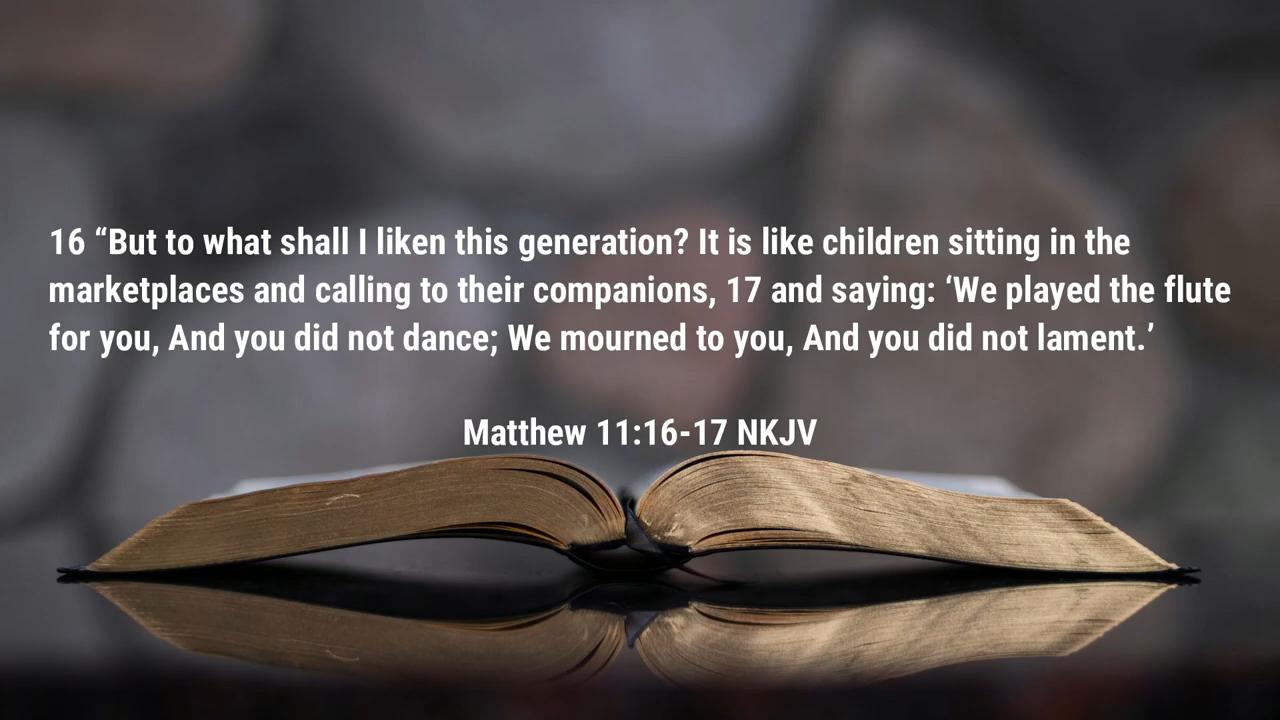 16 “But to what shall I liken this generation? It is like children sitting in the
marketplaces and calling to their companions, 17 and saying: ‘We played the flute
for you, And you did not dance; We mourned to you, And you did not lament.’
Matthew 11:16-17 NKJV